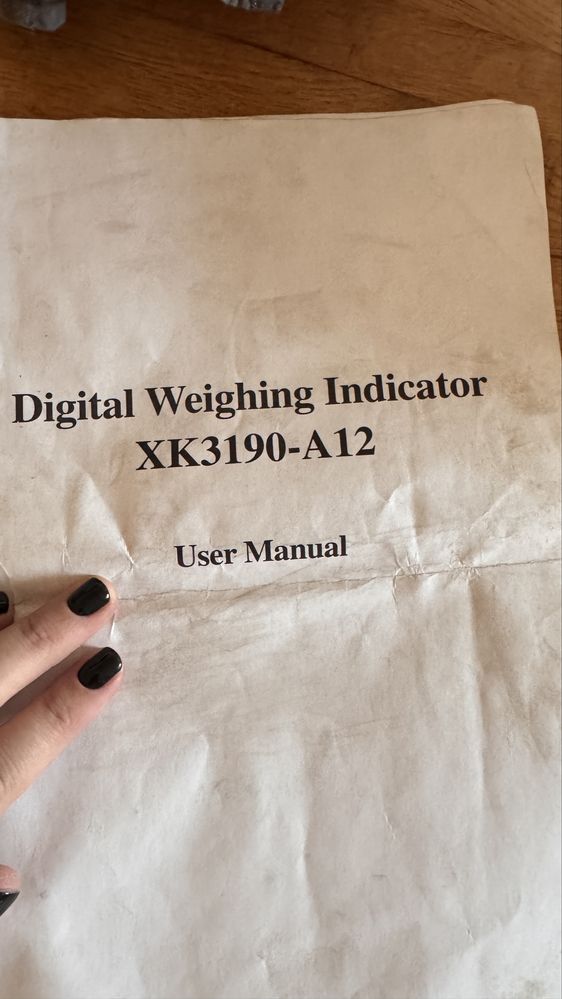 Digital Weighing Indicator
XK3190-A12
User Manual